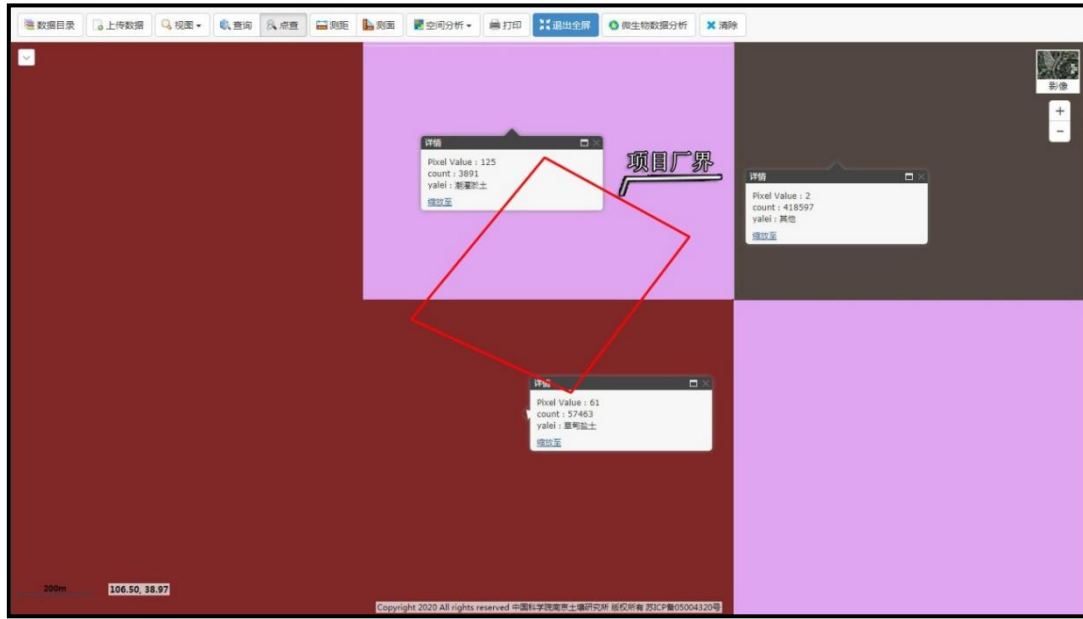 数据目录 上传数据 视图 查询 点查 测距 测面 空间分析 打印 退出全屏 微生物数据分析 清除
影像
+
−
详情
Pixel Value : 125
count : 3891
yalei : 潮灌淤土
缩放至
项目厂界
详情
Pixel Value : 2
count : 418597
yalei : 其他
缩放至
详情
Pixel Value : 61
count : 57463
yalei : 草甸盐土
缩放至
200m
106.50, 38.97
Copyright 2020 All rights reserved 中国科学院南京土壤研究所 版权所有 苏ICP备05004320号